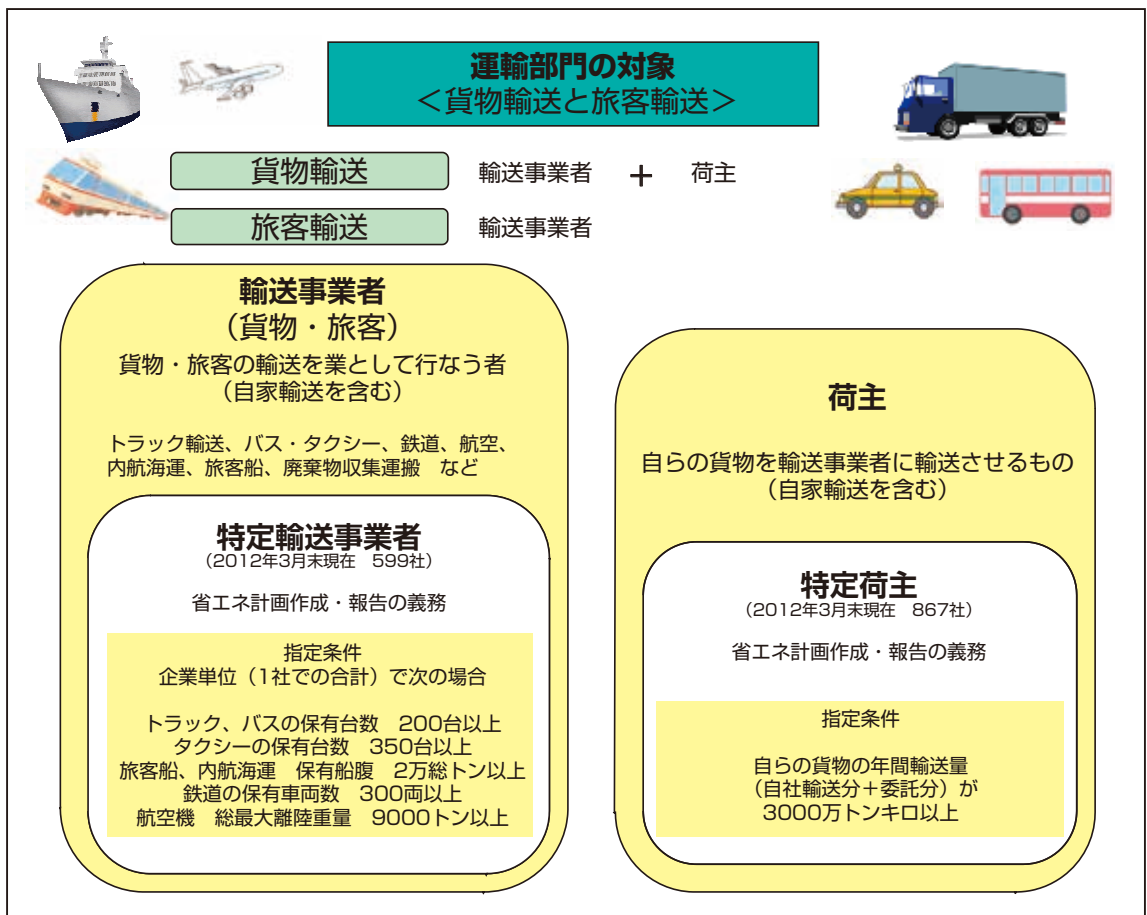 運輸部門の対象
＜貨物輸送と旅客輸送＞
貨物輸送　輸送事業者　＋　荷主
旅客輸送　輸送事業者
輸送事業者
（貨物・旅客）
貨物・旅客の輸送を業として行なう者
（自家輸送を含む）
トラック輸送、バス・タクシー、鉄道、航空、
内航海運、旅客船、廃棄物収集運搬　など
特定輸送事業者
（2012年3月末現在　599社）
省エネ計画作成・報告の義務
指定条件
企業単位（1社での合計）で次の場合
トラック、バスの保有台数　200台以上
タクシーの保有台数　350台以上
旅客船、内航海運　保有船腹　2万総トン以上
鉄道の保有車両数　300両以上
航空機　総最大離陸重量　9000トン以上
荷主
自らの貨物を輸送事業者に輸送させるもの
（自家輸送を含む）
特定荷主
（2012年3月末現在　867社）
省エネ計画作成・報告の義務
指定条件
自らの貨物の年間輸送量
（自社輸送分＋委託分）が
3000万トンキロ以上